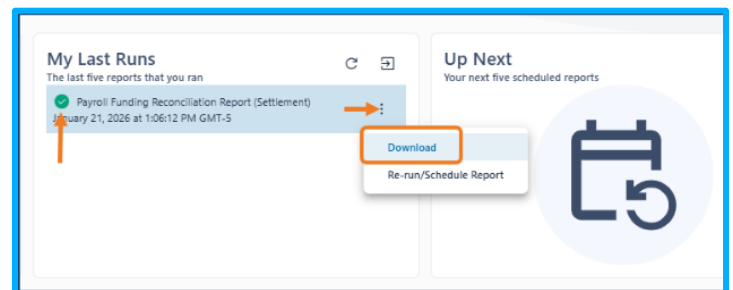 My Last Runs
The last five reports that you ran
Payroll Funding Reconciliation Report (Settlement)
January 21, 2026 at 1:06:12 PM GMT-5
Download
Re-run/Schedule Report
Up Next
Your next five scheduled reports